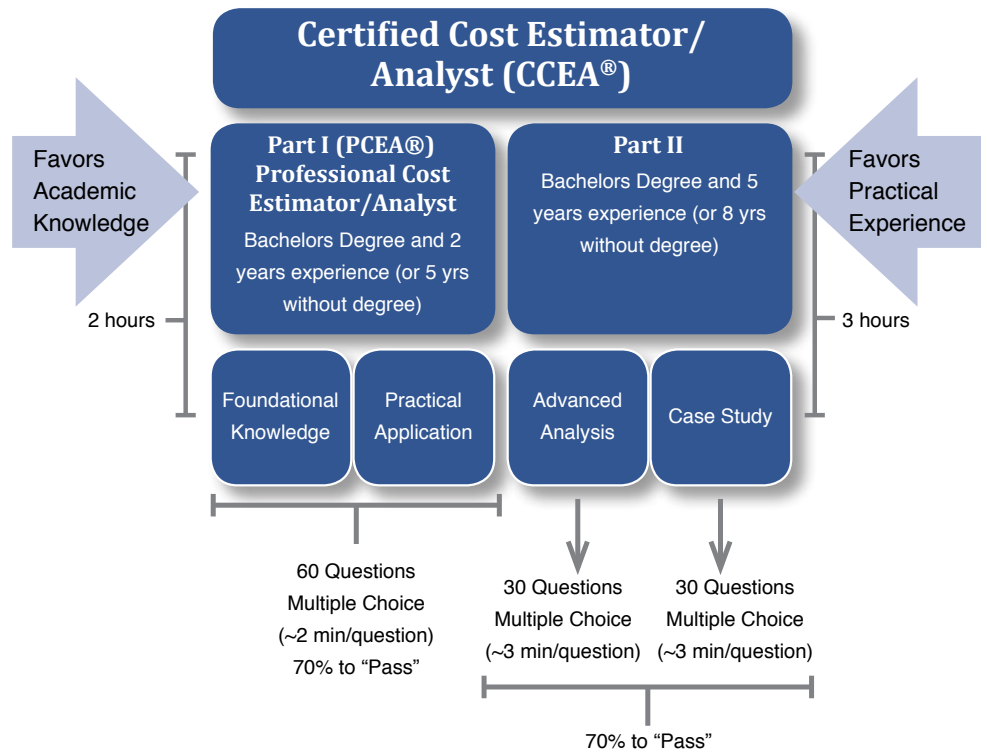 Certified Cost Estimator/
Analyst (CCEA®)
Favors
Academic
Knowledge
Part I (PCEA®)
Professional Cost
Estimator/Analyst
Bachelors Degree and 2
years experience (or 5 yrs
without degree)
Part II
Bachelors Degree and 5
years experience (or 8 yrs
without degree)
Favors
Practical
Experience
2 hours
3 hours
Foundational
Knowledge
Practical
Application
Advanced
Analysis
Case Study
60 Questions
Multiple Choice
(~2 min/question)
70% to “Pass”
30 Questions
Multiple Choice
(~3 min/question)
30 Questions
Multiple Choice
(~3 min/question)
70% to “Pass”